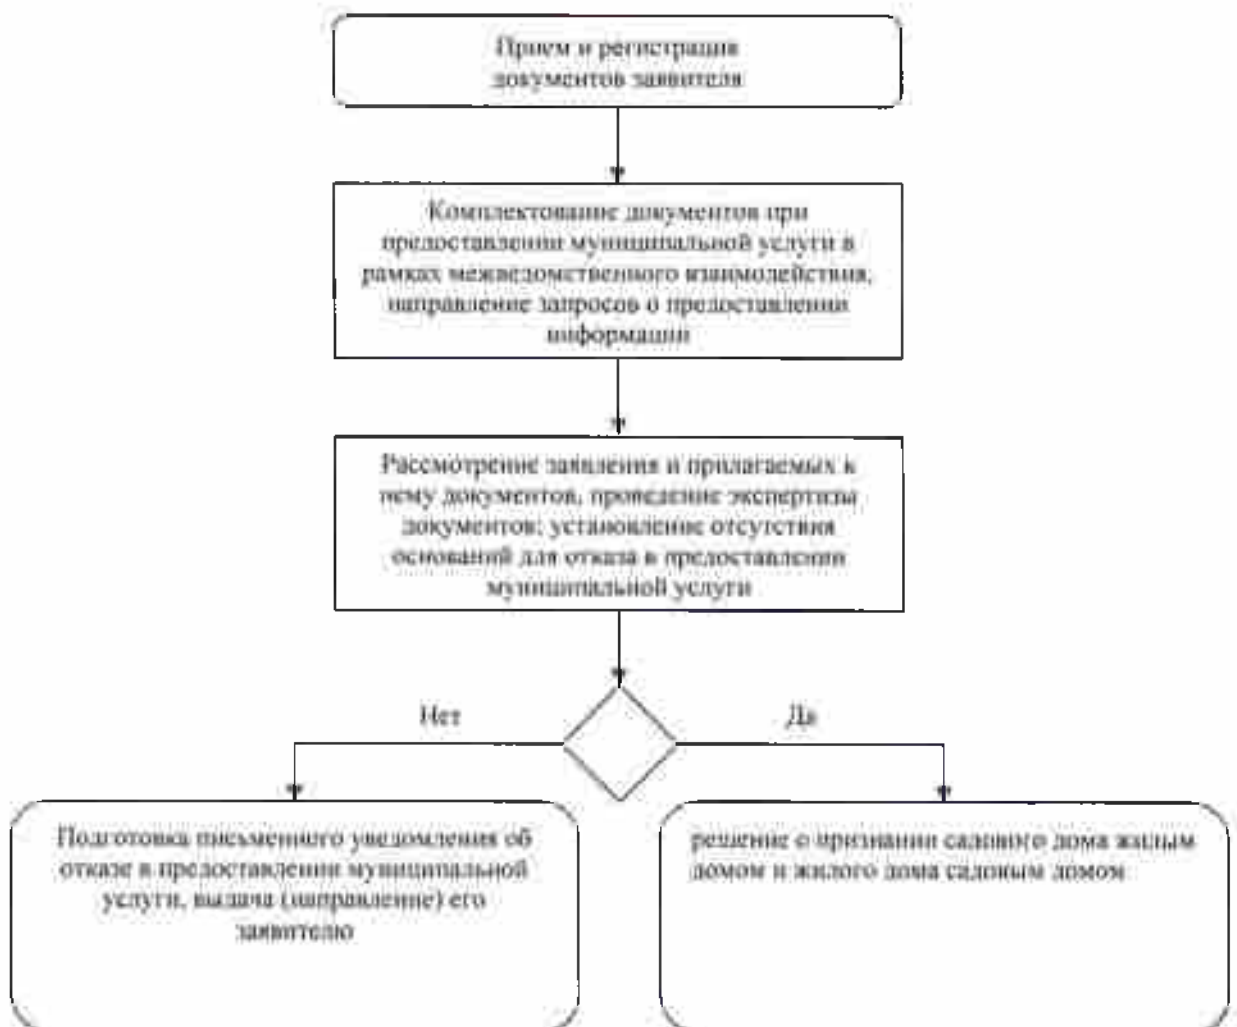 Прием и регистрация
документов заявителя
Комплектование документов при
предоставлении муниципальной услуги в
рамках межведомственного взаимодействия,
направление запросов о предоставлении
информации
Рассмотрение заявления и прилагаемых к
нему документов, проведение экспертизы
документов; установление отсутствия
оснований для отказа в предоставлении
муниципальной услуги
Нет
Да
Подготовка письменного уведомления об
отказе в предоставлении муниципальной
услуги, выдача (направление) его
заявителю
решение о признании садового дома жилым
домом и жилого дома садовым домом